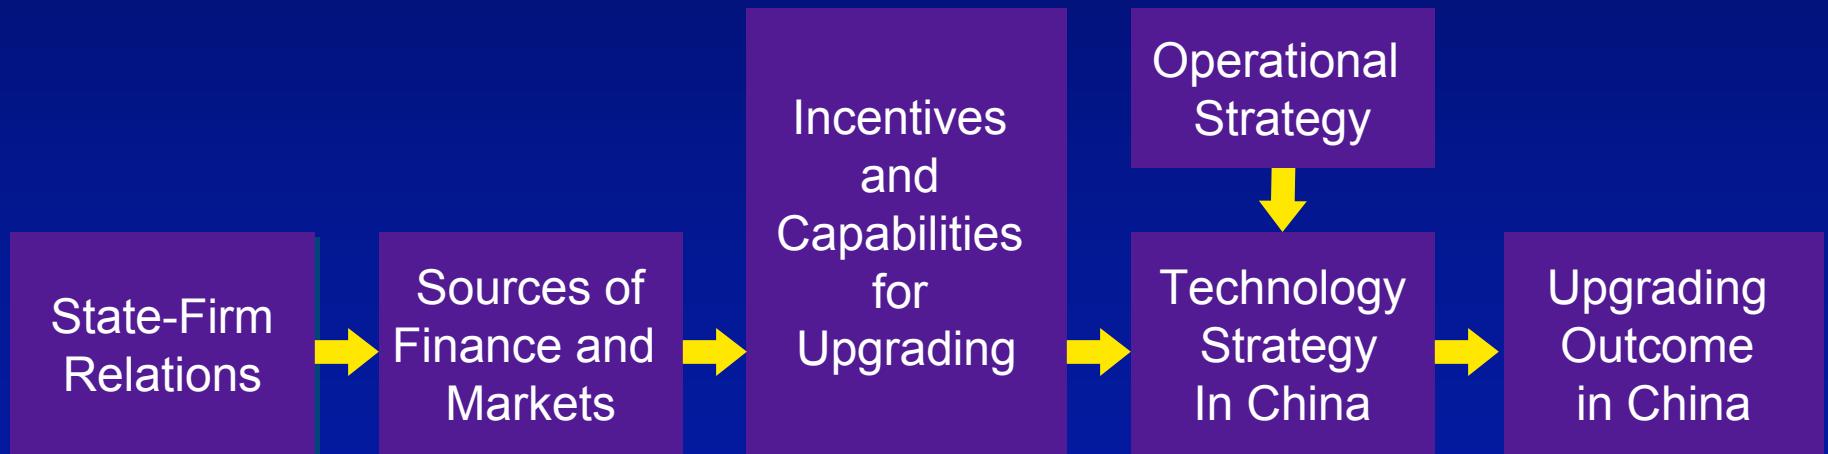 State-Firm
Relations
Sources of
Finance and
Markets
Incentives
and
Capabilities
for
Upgrading
Operational
Strategy
Technology
Strategy
In China
Upgrading
Outcome
in China